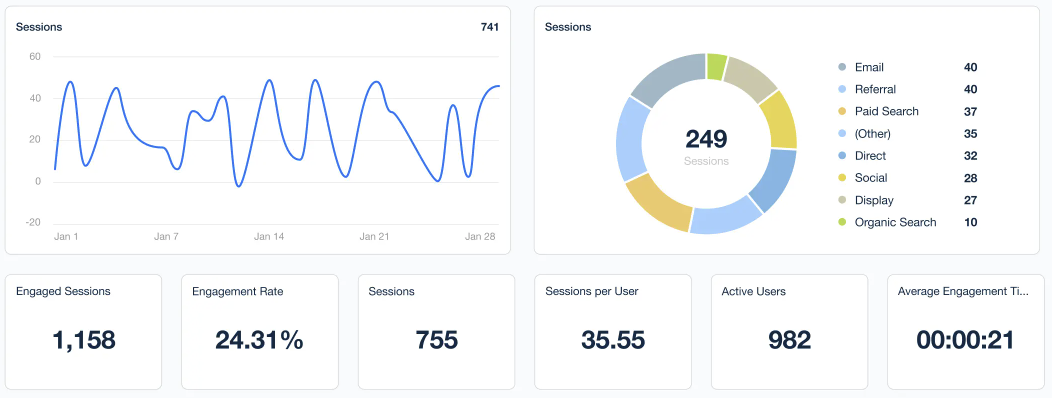 Sessions 741
60
40
20
0
-20
Jan 1 Jan 7 Jan 14 Jan 21 Jan 28
Sessions
249
Sessions
Email 40
Referral 40
Paid Search 37
(Other) 35
Direct 32
Social 28
Display 27
Organic Search 10
Engaged Sessions
1,158
Engagement Rate
24.31%
Sessions
755
Sessions per User
35.55
Active Users
982
Average Engagement Ti...
00:00:21